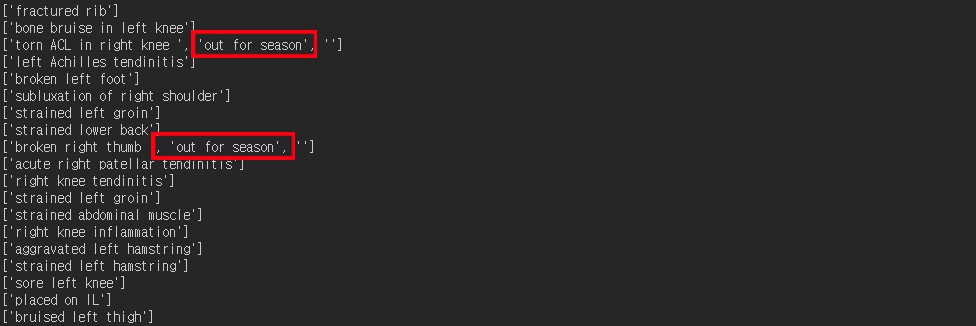 ['fractured rib']
['bone bruise in left knee']
['torn ACL in right knee ', 'out for season', '']
['left Achilles tendinitis']
['broken left foot']
['subluxation of right shoulder']
['strained left groin']
['strained lower back']
['broken right thumb ', 'out for season', '']
['acute right patellar tendinitis']
['right knee tendinitis']
['strained left groin']
['strained abdominal muscle']
['right knee inflammation']
['aggravated left hamstring']
['strained left hamstring']
['sore left knee']
['placed on IL']
['bruised left thigh']